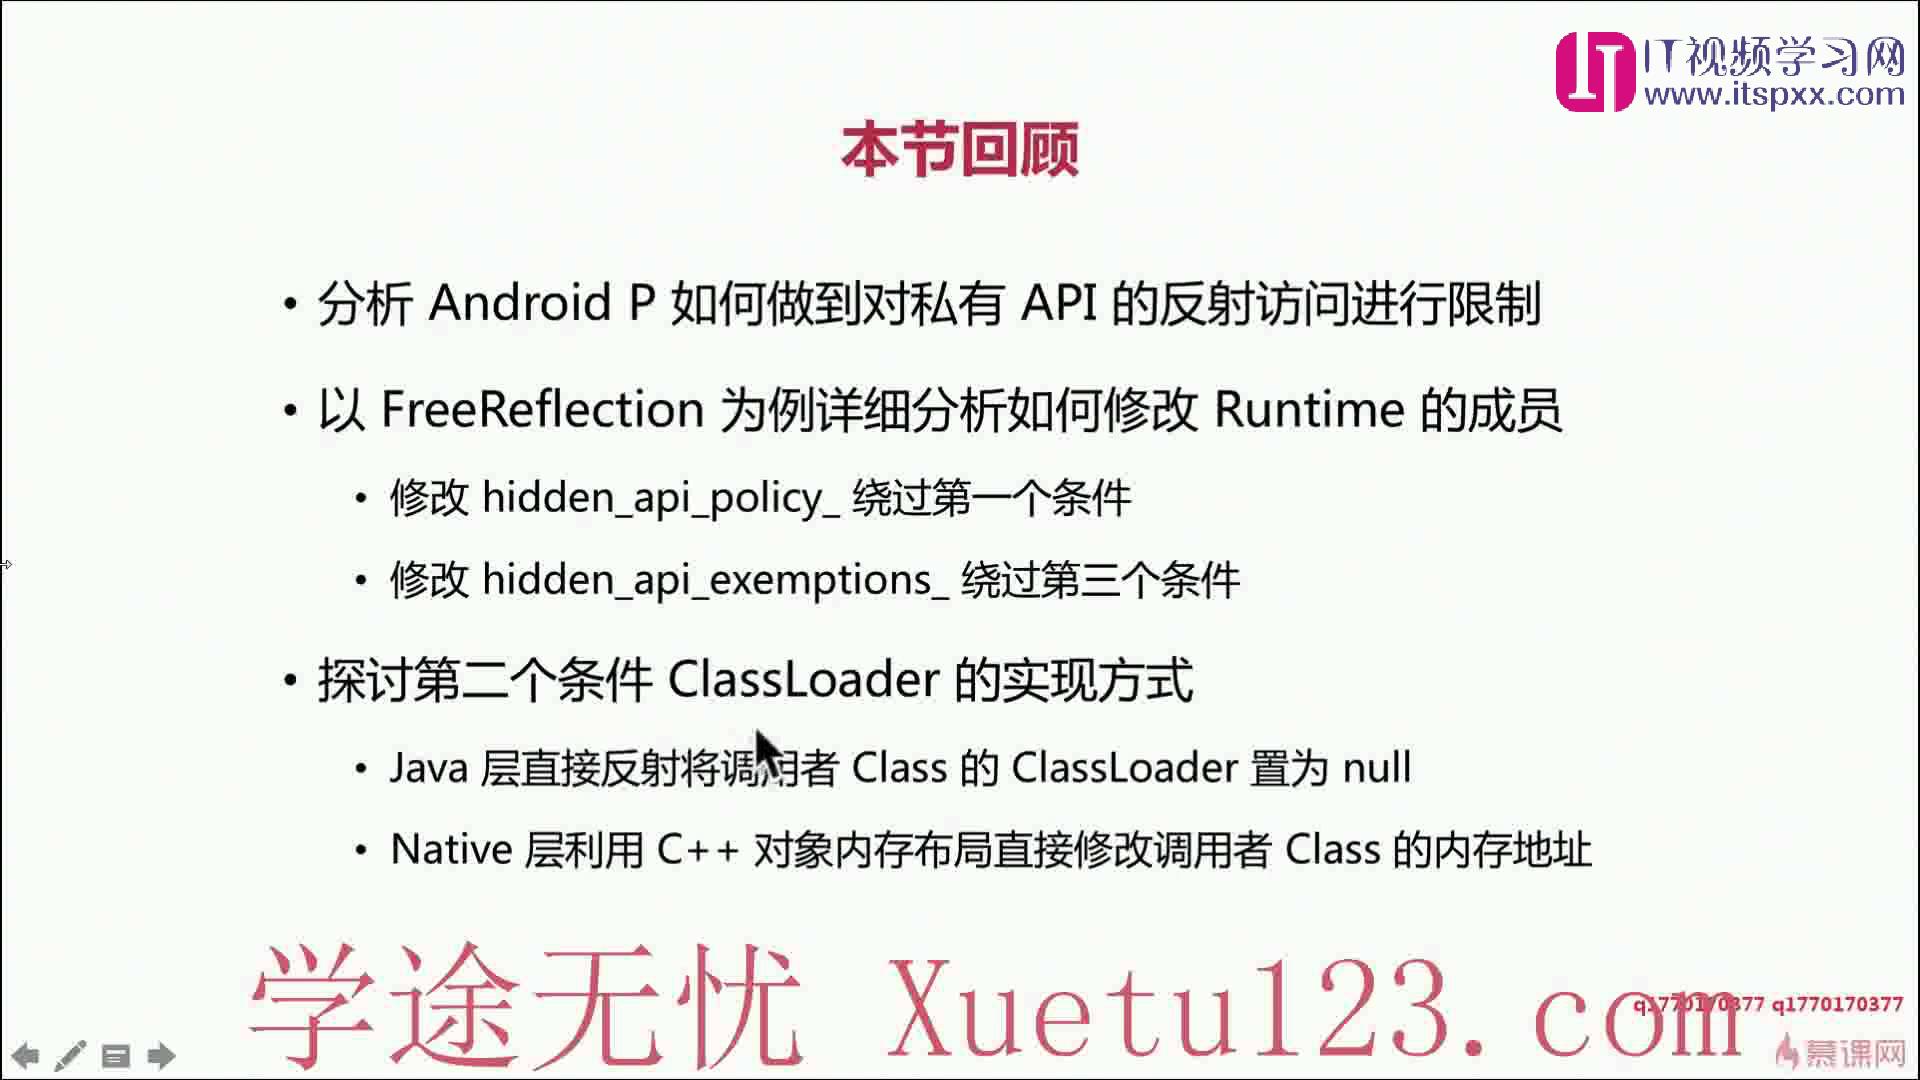 IT视频学习网
www.itspxx.com
本节回顾
• 分析 Android P 如何做到对私有 API 的反射访问进行限制
• 以 FreeReflection 为例详细分析如何修改 Runtime 的成员
• 修改 hidden_api_policy_ 绕过第一个条件
• 修改 hidden_api_exemptions_ 绕过第三个条件
• 探讨第二个条件 ClassLoader 的实现方式
• Java 层直接反射将调用者 Class 的 ClassLoader 置为 null
• Native 层利用 C++ 对象内存布局直接修改调用者 Class 的内存地址
学途无忧 Xuetu123.com
q1770170377 q1770170377
慕课网